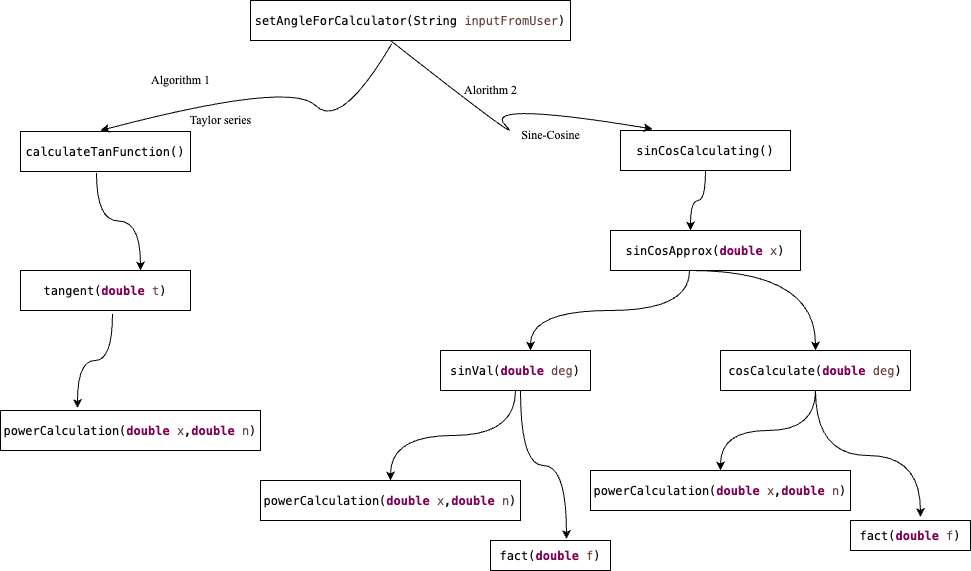 setAngleForCalculator(String inputFromUser)
Algorithm 1
Alorithm 2
Taylor series
Sine-Cosine
calculateTanFunction()
sinCosCalculating()
sinCosApprox(double x)
tangent(double t)
sinVal(double deg)
cosCalculate(double deg)
powerCalculation(double x,double n)
powerCalculation(double x,double n)
powerCalculation(double x,double n)
fact(double f)
fact(double f)